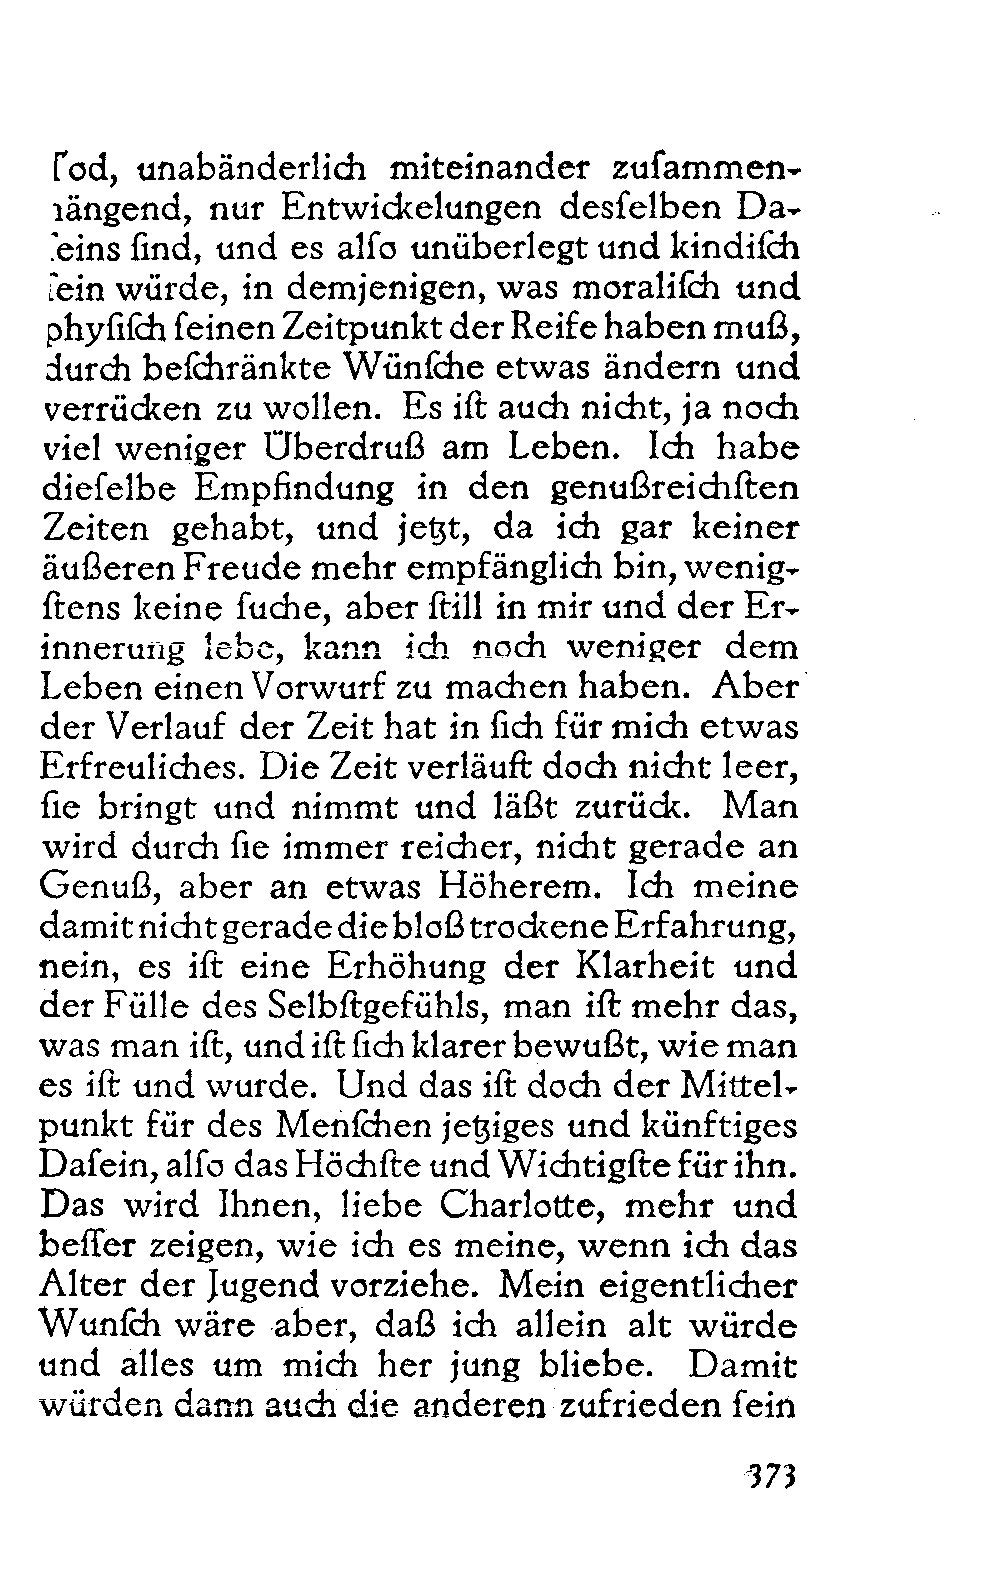 Tod, unabänderlich miteinander zuſammen-
hängend, nur Entwickelungen desſelben Da-
ſeins ſind, und es alſo unüberlegt und kindiſch
ſein würde, in demjenigen, was moraliſch und
phyſiſch ſeinen Zeitpunkt der Reife haben muß,
durch beſchränkte Wünſche etwas ändern und
verrücken zu wollen. Es iſt auch nicht, ja noch
viel weniger Überdruß am Leben. Ich habe
dieſelbe Empfindung in den genußreichſten
Zeiten gehabt, und jetzt, da ich gar keiner
äußeren Freude mehr empfänglich bin, wenig-
ſtens keine ſuche, aber ſtill in mir und der Er-
innerung lebe, kann ich noch weniger dem
Leben einen Vorwurf zu machen haben. Aber
der Verlauf der Zeit hat in ſich für mich etwas
Erfreuliches. Die Zeit verläuft doch nicht leer,
ſie bringt und nimmt und läßt zurück. Man
wird durch ſie immer reicher, nicht gerade an
Genuß, aber an etwas Höherem. Ich meine
damit nicht gerade die bloß trockene Erfahrung,
nein, es iſt eine Erhöhung der Klarheit und
der Fülle des Selbſtgefühls, man iſt mehr das,
was man iſt, und iſt ſich klarer bewußt, wie man
es iſt und wurde. Und das iſt doch der Mittel-
punkt für des Menſchen jetziges und künftiges
Daſein, alſo das Höchſte und Wichtigſte für ihn.
Das wird Ihnen, liebe Charlotte, mehr und
beſſer zeigen, wie ich es meine, wenn ich das
Alter der Jugend vorziehe. Mein eigentlicher
Wunſch wäre aber, daß ich allein alt würde
und alles um mich her jung bliebe. Damit
würden dann auch die anderen zufrieden ſein
373